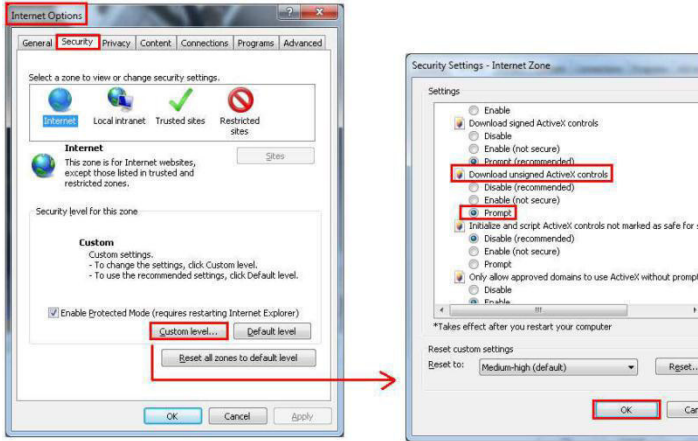 Internet Options
General Security Privacy Content Connections Programs Advanced
Select a zone to view or change security settings.
Internet Local intranet Trusted sites Restricted
sites
Internet
This zone is for Internet websites,
except those listed in trusted and
restricted zones.
Sites
Security level for this zone
Custom
Custom settings.
- To change the settings, click Custom level.
- To use the recommended settings, click Default level.
Enable Protected Mode (requires restarting Internet Explorer)
Custom level... Default level
Reset all zones to default level
OK Cancel Apply
Security Settings - Internet Zone
Settings
Enable
Download signed ActiveX controls
Disable
Enable (not secure)
Prompt (recommended)
Download unsigned ActiveX controls
Disable (recommended)
Enable (not secure)
Prompt
Initialize and script ActiveX controls not marked as safe for s
Disable (recommended)
Enable (not secure)
Prompt
Only allow approved domains to use ActiveX without prompt
Disable
Enable
*Takes effect after you restart your computer
Reset custom settings
Reset to: Medium-high (default) Reset..
OK Car